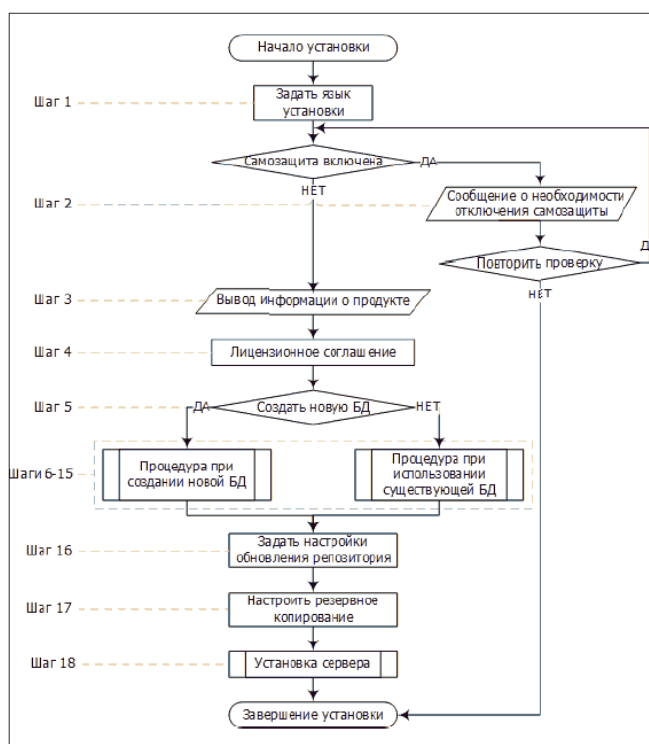 Начало установки
Шаг 1
Задать язык
установки
Самозащита включена
ДА
НЕТ
Шаг 2
Сообщение о необходимости
отключения самозащиты
Повторить проверку
НЕТ
Шаг 3
Вывод информации о продукте
Шаг 4
Лицензионное соглашение
Шаг 5
ДА
Создать новую БД
НЕТ
Шаги 6-15
Процедура при
создании новой БД
Процедура при
использовании
существующей БД
Шаг 16
Задать настройки
обновления репозитория
Шаг 17
Настроить резервное
копирование
Шаг 18
Установка сервера
Завершение установки